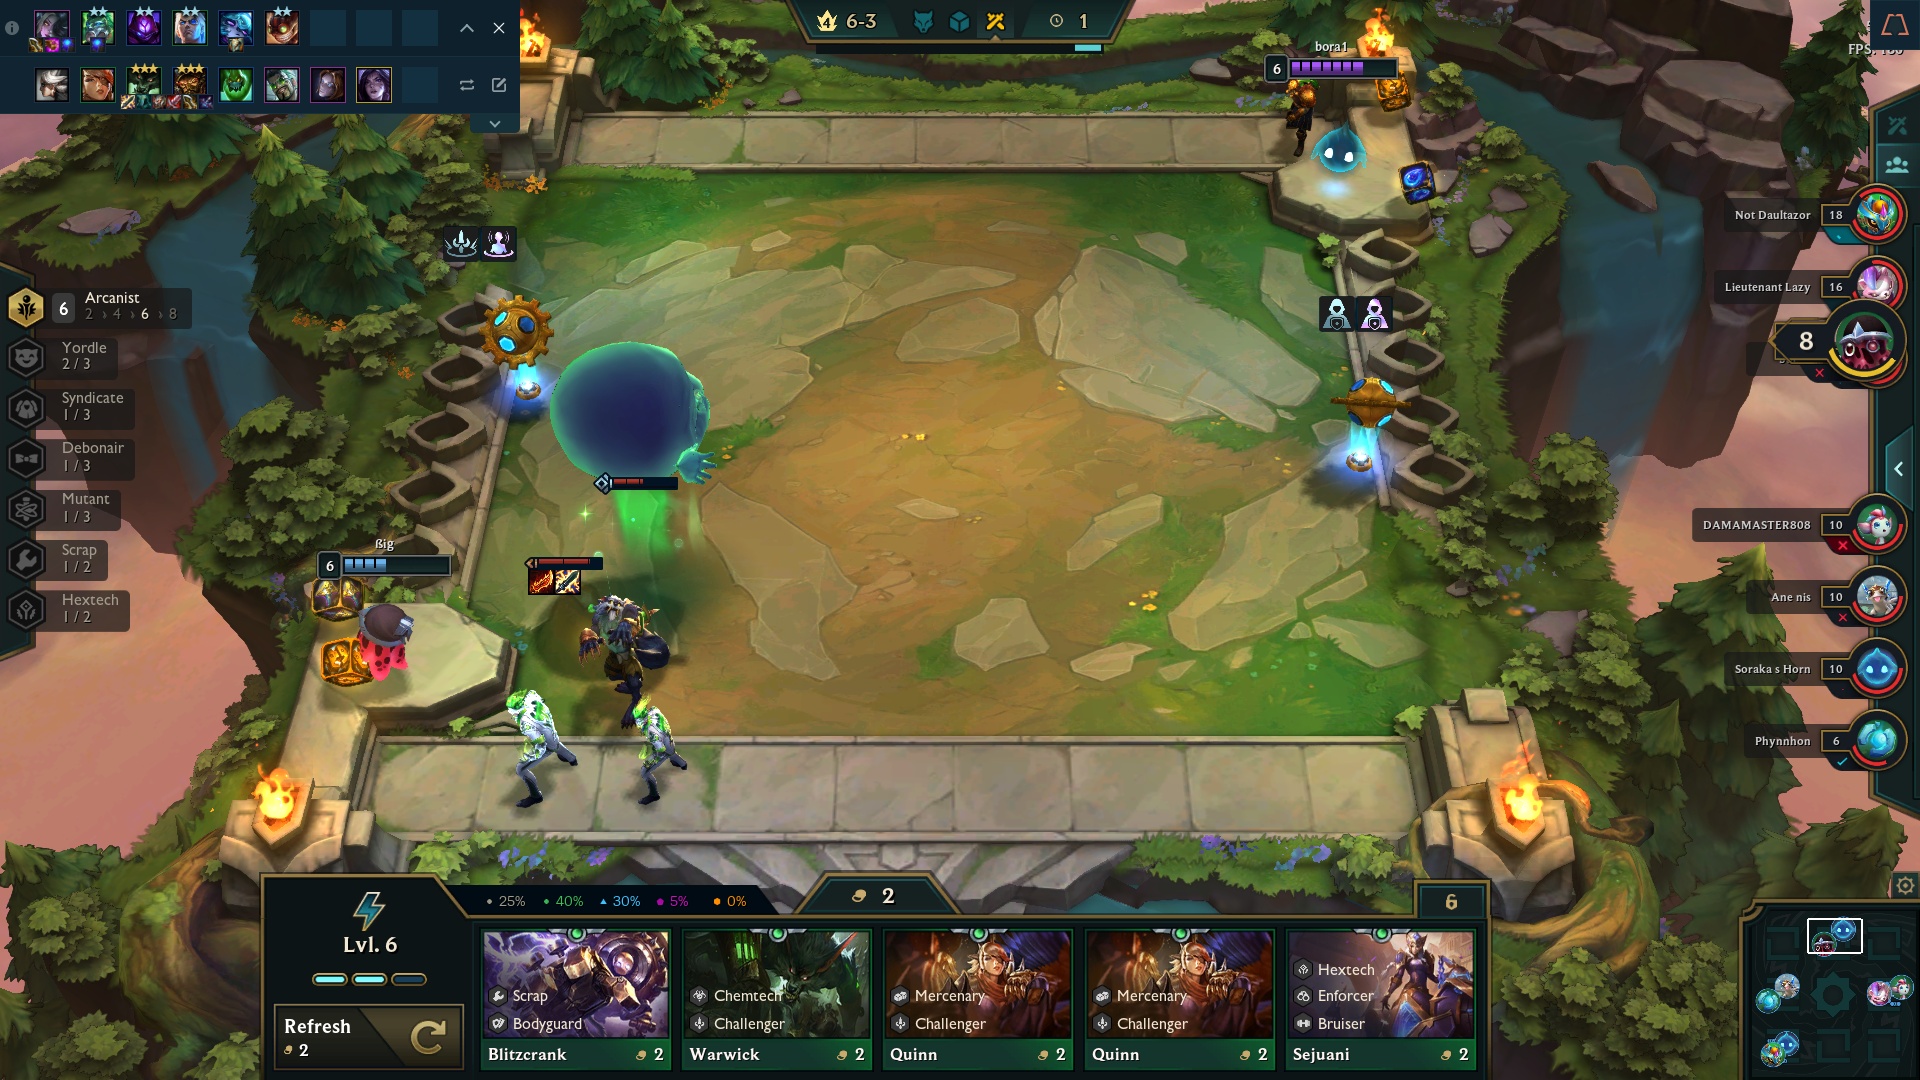 4 6-3 1
FPS:
bora1
6
Not Daultazor 18
Lieutenant Lazy 16
8
DAMAMASTER808 10
Ane nis 10
Soraka s Horn 10
Phynnhon 6
6 Arcanist
2 › 4 › 6 › 8
Yordle
2 / 3
Syndicate
1 / 3
Debonair
1 / 3
Mutant
1 / 3
Scrap
1 / 2
Hextech
1 / 2
ßig
6
25% 40% 30% 5% 0%
2
6
Lvl. 6
Refresh
2
Scrap
Bodyguard
Blitzcrank 2
Chemtech
Challenger
Warwick 2
Mercenary
Challenger
Quinn 2
Mercenary
Challenger
Quinn 2
Hextech
Enforcer
Bruiser
Sejuani 2